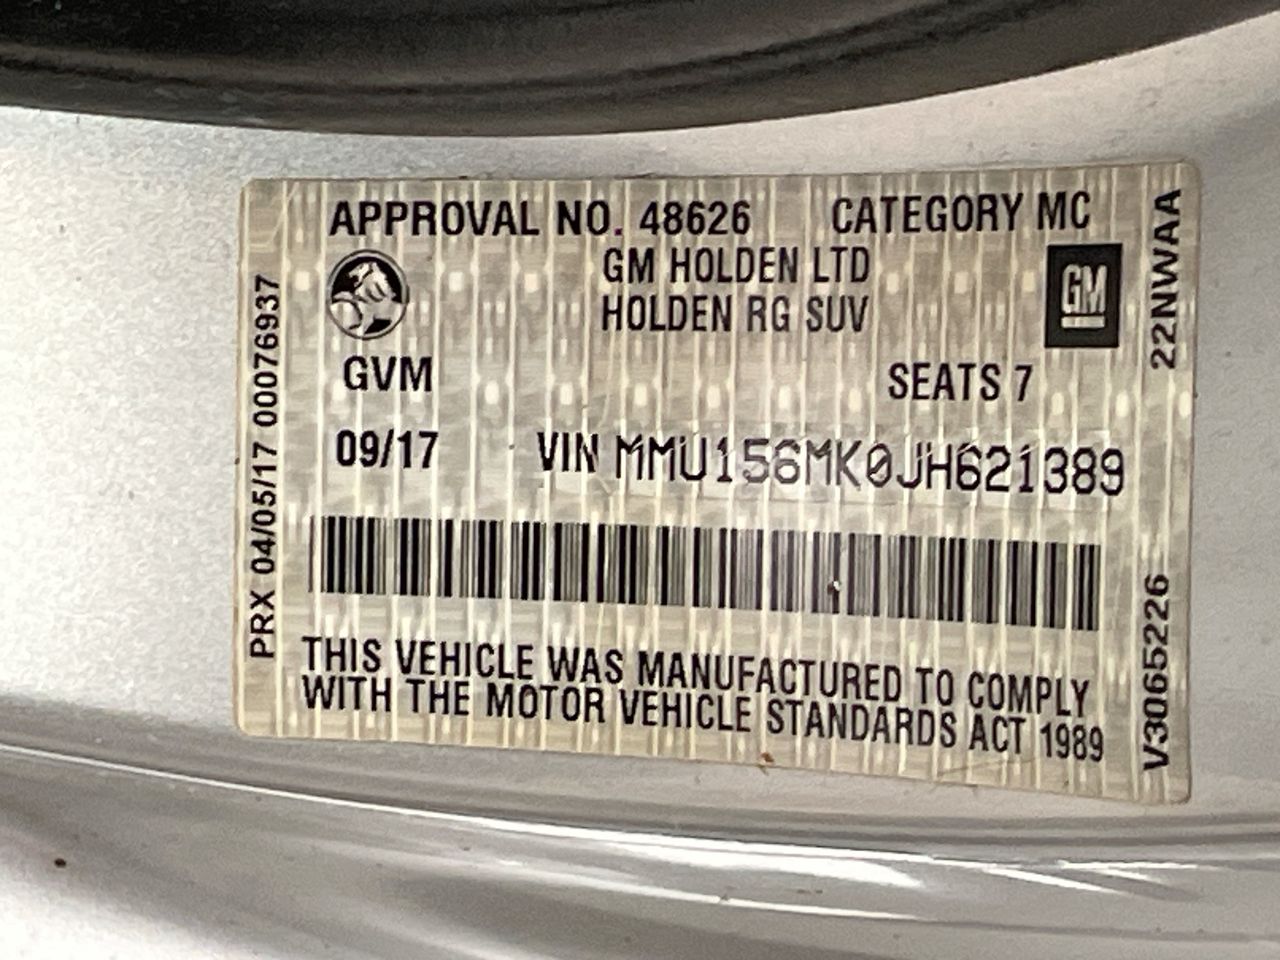 APPROVAL NO. 48626 CATEGORY MC
GM HOLDEN LTD
HOLDEN RG SUV
GM
GVM SEATS 7
09/17 VIN MMU156MK0JH621389
THIS VEHICLE WAS MANUFACTURED TO COMPLY
WITH THE MOTOR VEHICLE STANDARDS ACT 1989
PRX 04/05/17 00076937
V3065226 22NWAA